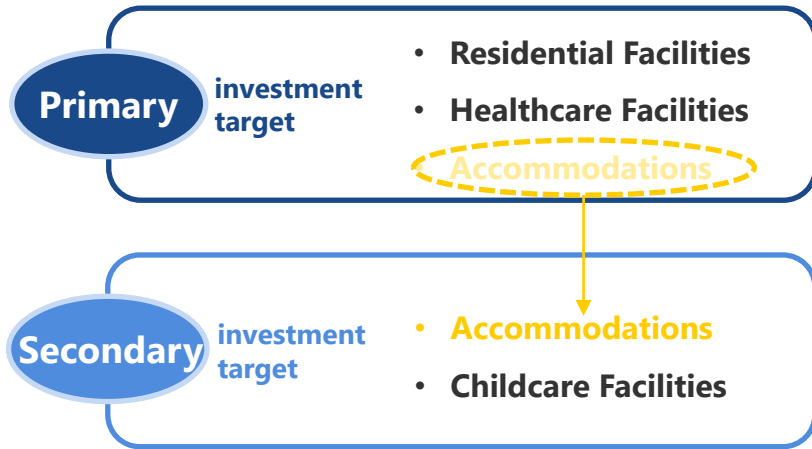 Primary
investment
target
• Residential Facilities
• Healthcare Facilities
• Accommodations
Secondary
investment
target
• Accommodations
• Childcare Facilities